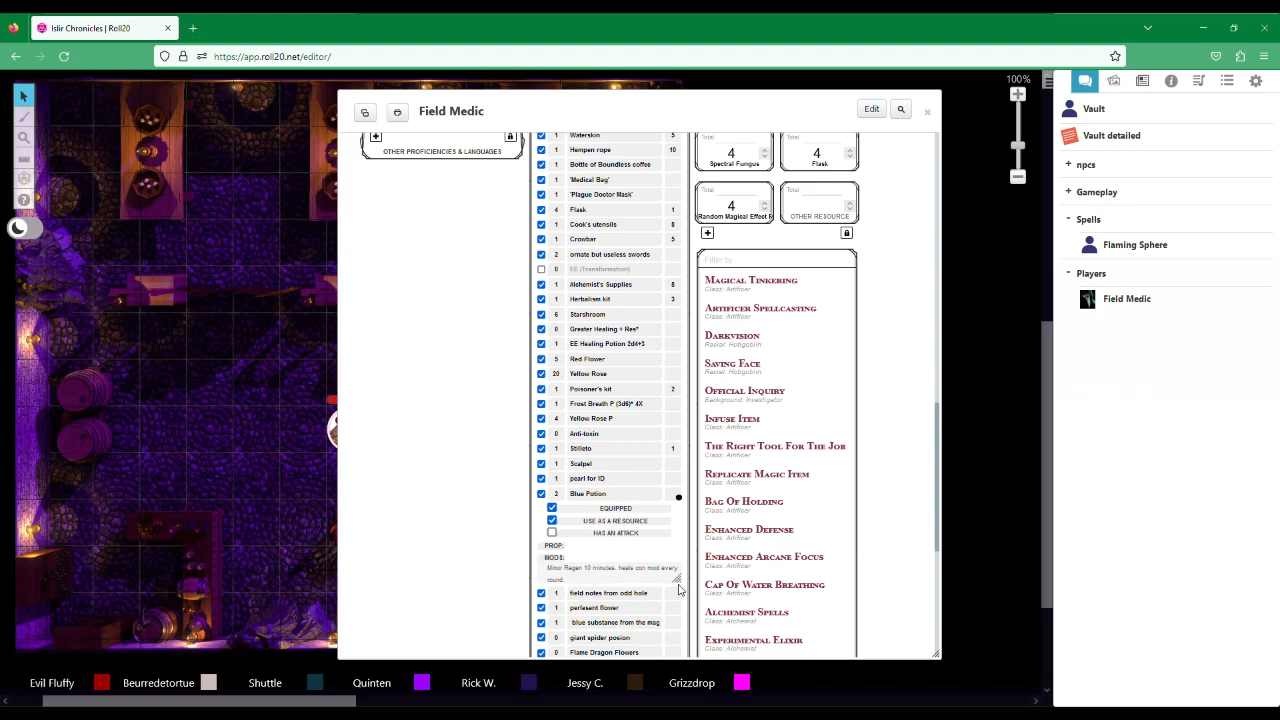 Islir Chronicles | Roll20
https://app.roll20.net/editor/
100%
Field Medic
Edit
OTHER PROFICIENCIES & LANGUAGES
1 Waterskin 5
1 Hempen rope 10
1 Bottle of Boundless coffee
1 'Medical Bag'
1 'Plague Doctor Mask'
4 Flask 1
1 Cook's utensils 8
1 Crowbar 5
2 ornate but useless swords
0 EE (Transformation)
1 Alchemist's Supplies 8
1 Herbalism kit 3
6 Starshroom
0 Greater Healing + Res*
1 EE Healing Potion 2d4+3
5 Red Flower
20 Yellow Rose
1 Poisoner's kit 2
1 Frost Breath P (3d6)* 4X
4 Yellow Rose P
0 Anti-toxin
1 Stilleto 1
1 Scalpel
1 pearl for ID
2 Blue Potion
EQUIPPED
USE AS A RESOURCE
HAS AN ATTACK
PROP:
MODS:
Minor Regen 10 minutes. heals con mod every
round.
1 field notes from odd hole
1 perlesent flower
1 blue substance from the mag
0 giant spider posion
0 Flame Dragon Flowers
Total
4
Spectral Fungus
Total
4
Flask
Total
4
Random Magical Effect
Total
OTHER RESOURCE
Filter by...
Magical Tinkering
Class: Artificer
Artificer Spellcasting
Class: Artificer
Darkvision
Racial: Hobgoblin
Saving Face
Racial: Hobgoblin
Official Inquiry
Background: Investigator
Infuse Item
Class: Artificer
The Right Tool For The Job
Class: Artificer
Replicate Magic Item
Class: Artificer
Bag Of Holding
Class: Artificer
Enhanced Defense
Class: Artificer
Enhanced Arcane Focus
Class: Artificer
Cap Of Water Breathing
Class: Artificer
Alchemist Spells
Class: Alchemist
Experimental Elixir
Class: Alchemist
Vault
Vault detailed
+ npcs
+ Gameplay
- Spells
Flaming Sphere
- Players
Field Medic
Evil Fluffy
Beurredetortue
Shuttle
Quinten
Rick W.
Jessy C.
Grizzdrop